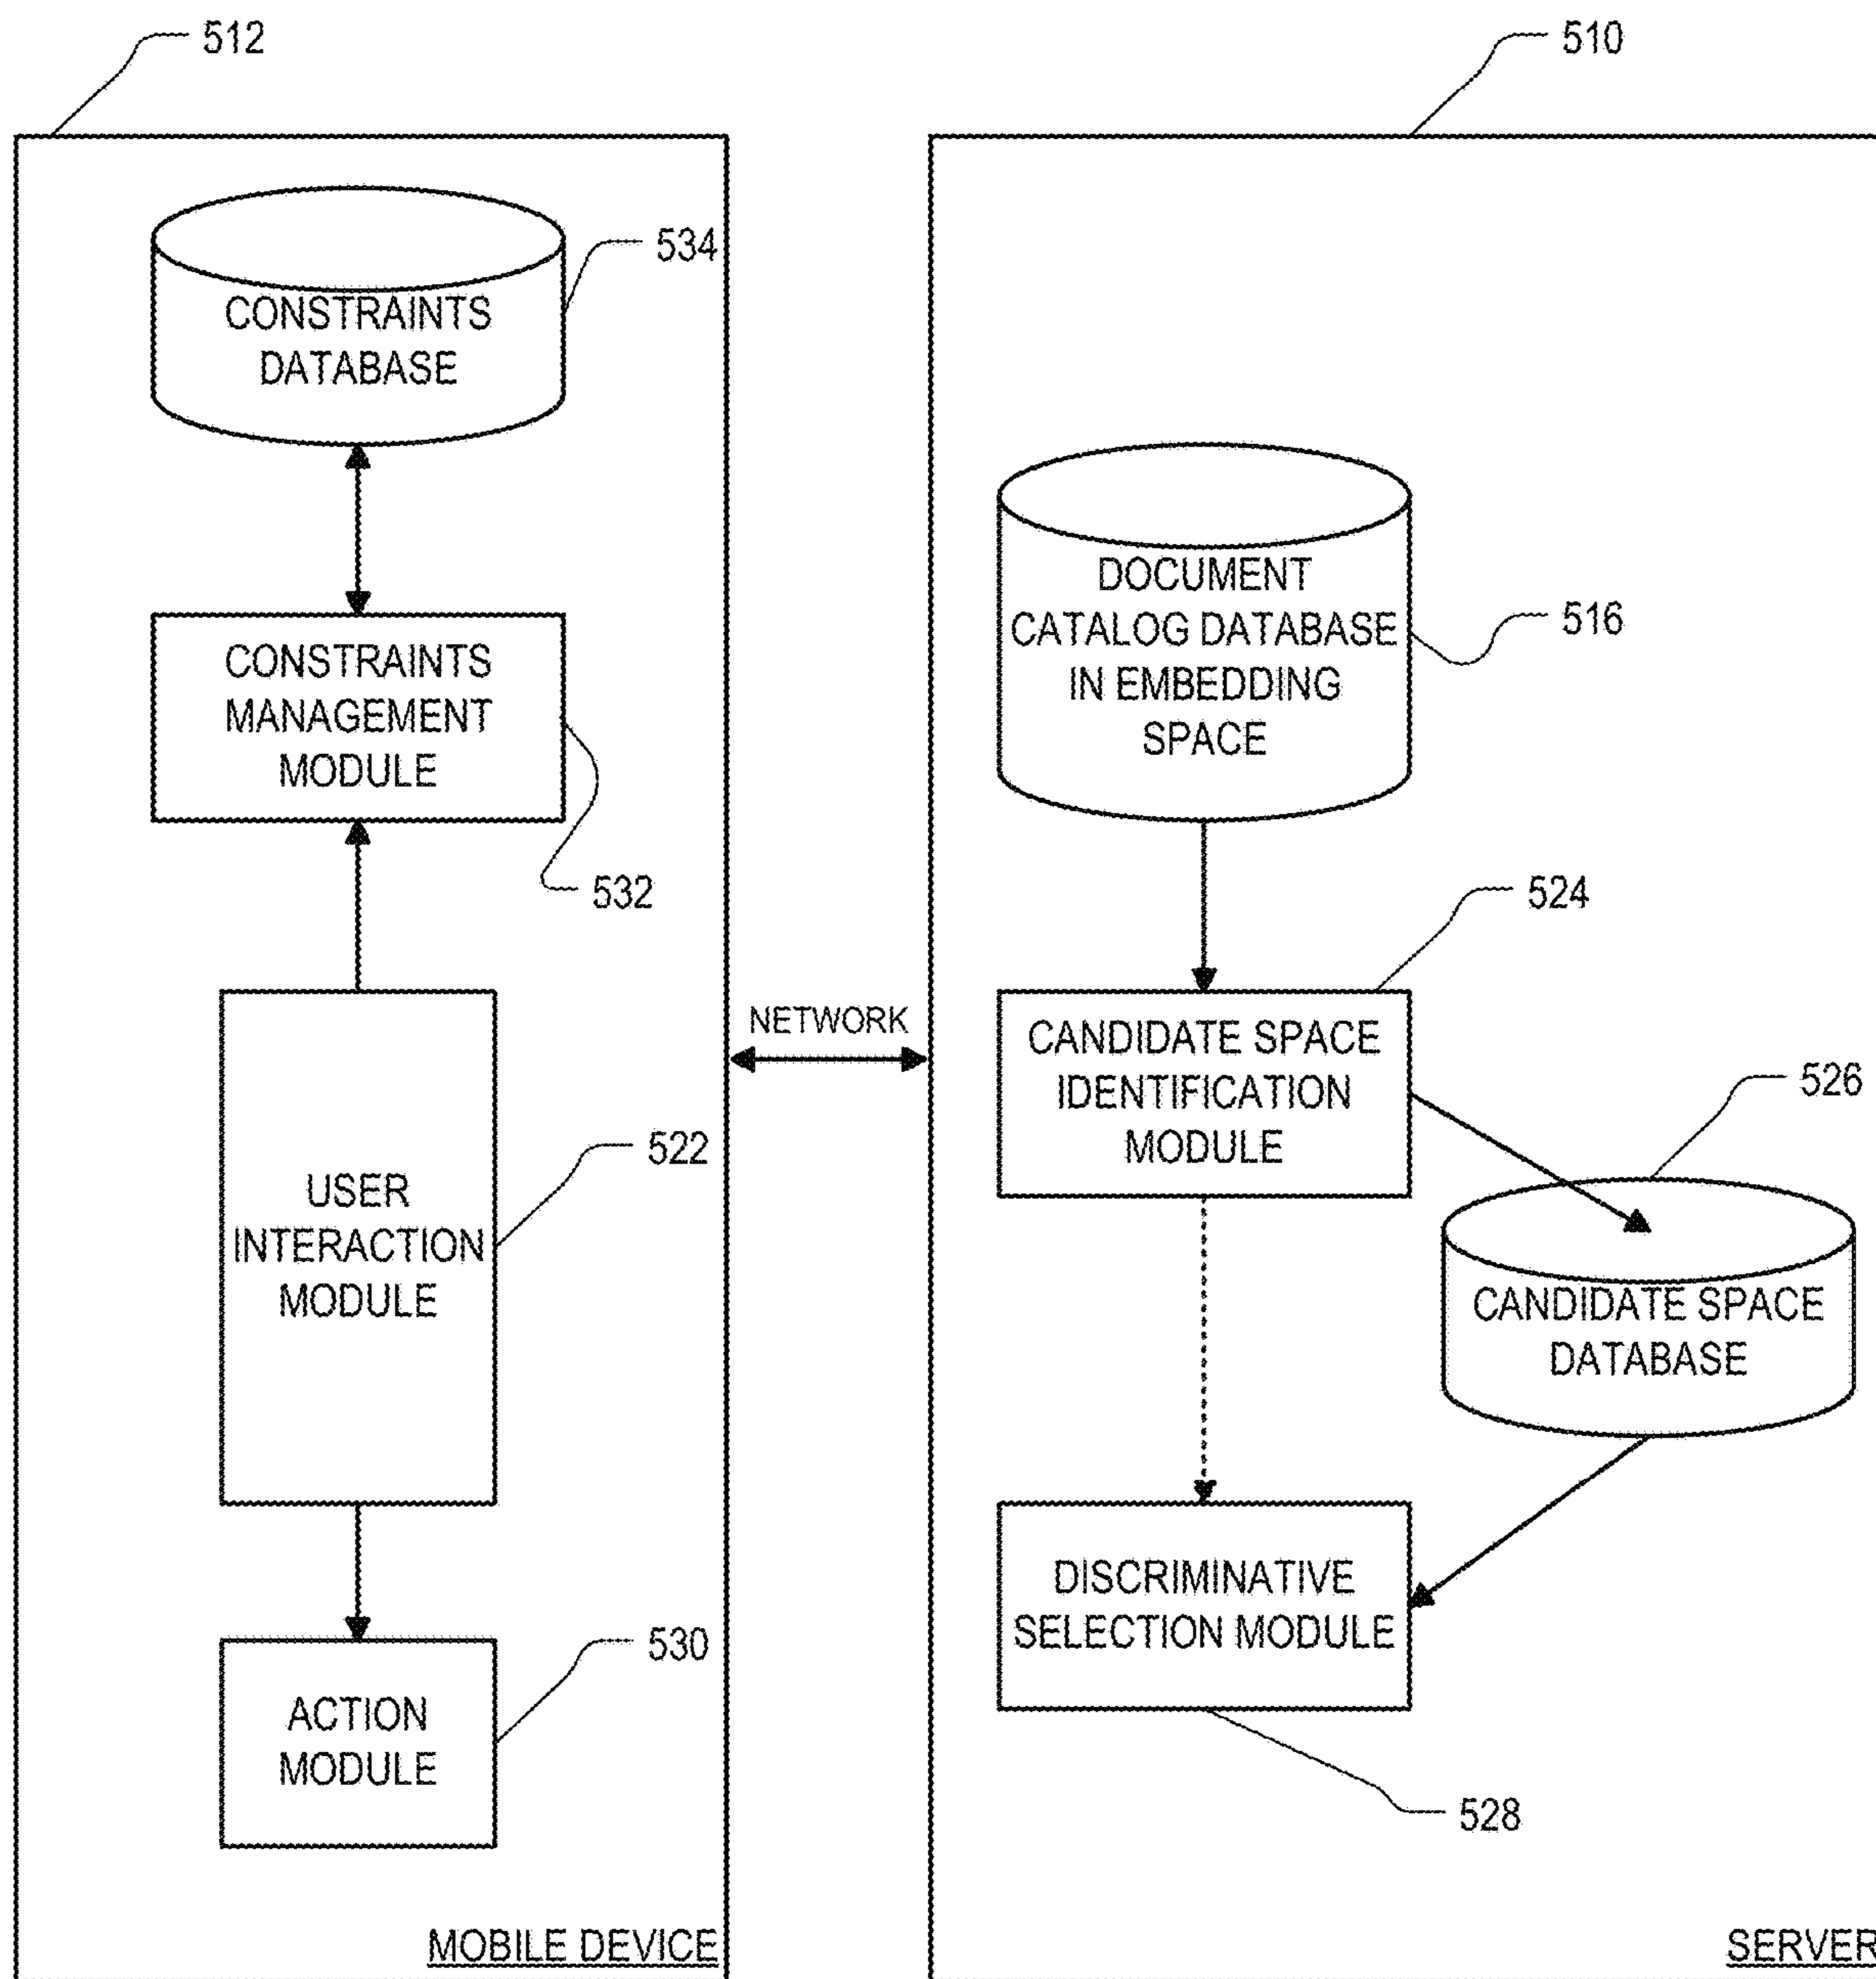 512
510
534
CONSTRAINTS
DATABASE
DOCUMENT
CATALOG DATABASE
IN EMBEDDING
SPACE
516
CONSTRAINTS
MANAGEMENT
MODULE
532
524
NETWORK
CANDIDATE SPACE
IDENTIFICATION
MODULE
526
522
USER
INTERACTION
MODULE
CANDIDATE SPACE
DATABASE
DISCRIMINATIVE
SELECTION MODULE
530
ACTION
MODULE
528
MOBILE DEVICE
SERVER